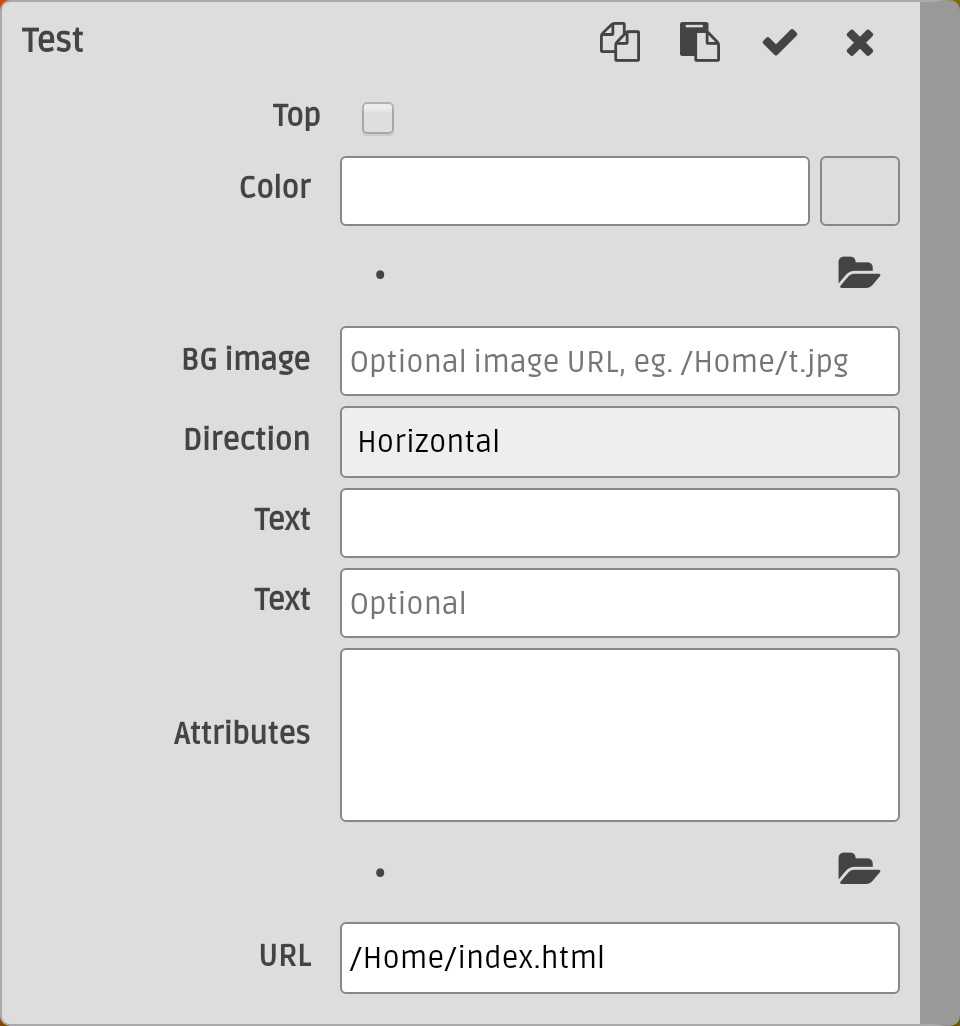 Test
Top
Color
•
BG image Optional image URL, eg. /Home/t.jpg
Direction Horizontal
Text
Text Optional
Attributes
•
URL /Home/index.html